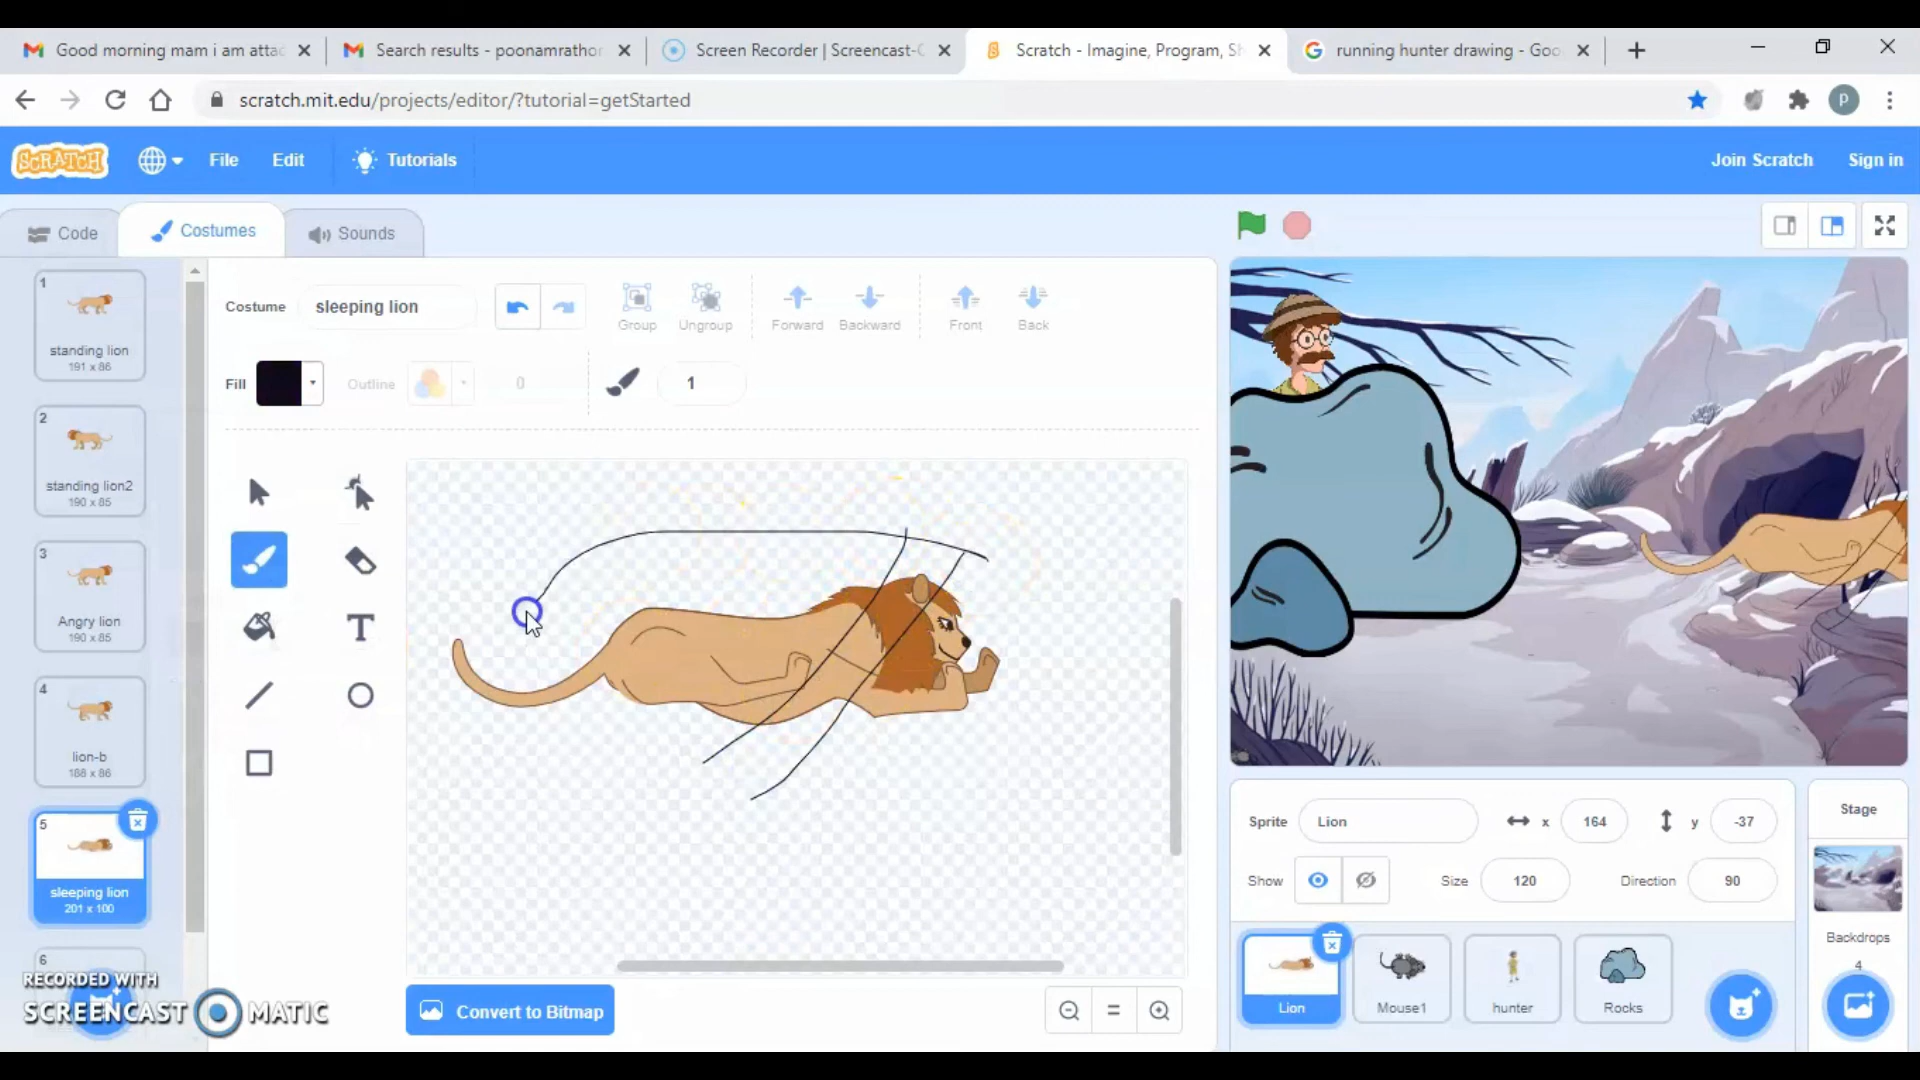 Good morning mam i am attac
Search results - poonamrathor
Screen Recorder | Screencast-O
Scratch - Imagine, Program, Sh
running hunter drawing - Goo
scratch.mit.edu/projects/editor/?tutorial=getStarted
P
SCRATCH
File
Edit
Tutorials
Join Scratch
Sign in
Code
Costumes
Sounds
1
standing lion
191 x 86
2
standing lion2
190 x 85
3
Angry lion
190 x 85
4
lion-b
188 x 86
5
sleeping lion
201 x 100
6
Costume
sleeping lion
Group
Ungroup
Forward
Backward
Front
Back
Fill
Outline
0
1
T
Convert to Bitmap
Sprite
Lion
x
164
y
-37
Show
Size
120
Direction
90
Lion
Mouse1
hunter
Rocks
Stage
Backdrops
4
RECORDED WITH
SCREENCAST MATIC